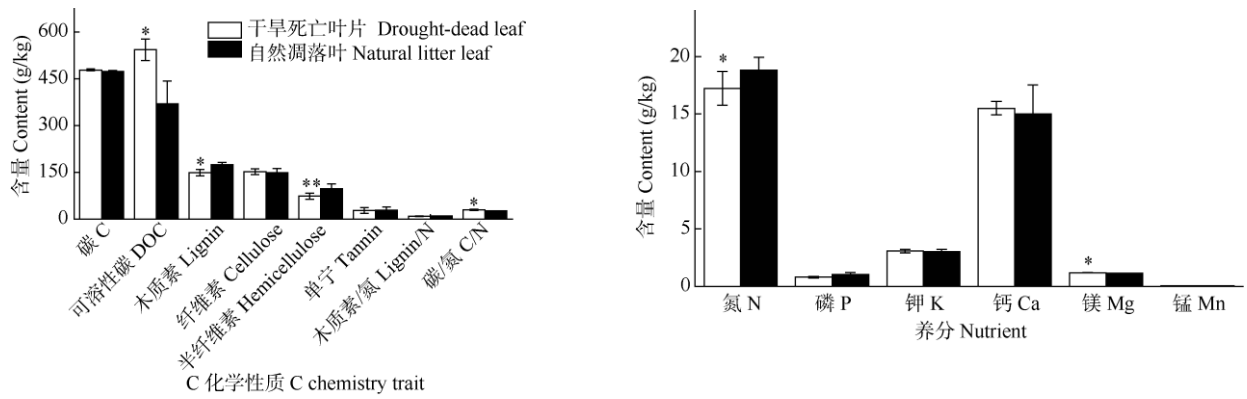 含量 Content (g/kg)
600
450
300
150
0
干旱死亡叶片 Drought-dead leaf
自然凋落叶 Natural litter leaf
*
*
**
*
碳 C
可溶性碳 DOC
木质素 Lignin
纤维素 Cellulose
半纤维素 Hemicellulose
单宁 Tannin
木质素/氮 Lignin/N
碳/氮 C/N
C 化学性质 C chemistry trait
含量 Content (g/kg)
20
15
10
5
0
*
*
氮 N
磷 P
钾 K
钙 Ca
镁 Mg
锰 Mn
养分 Nutrient